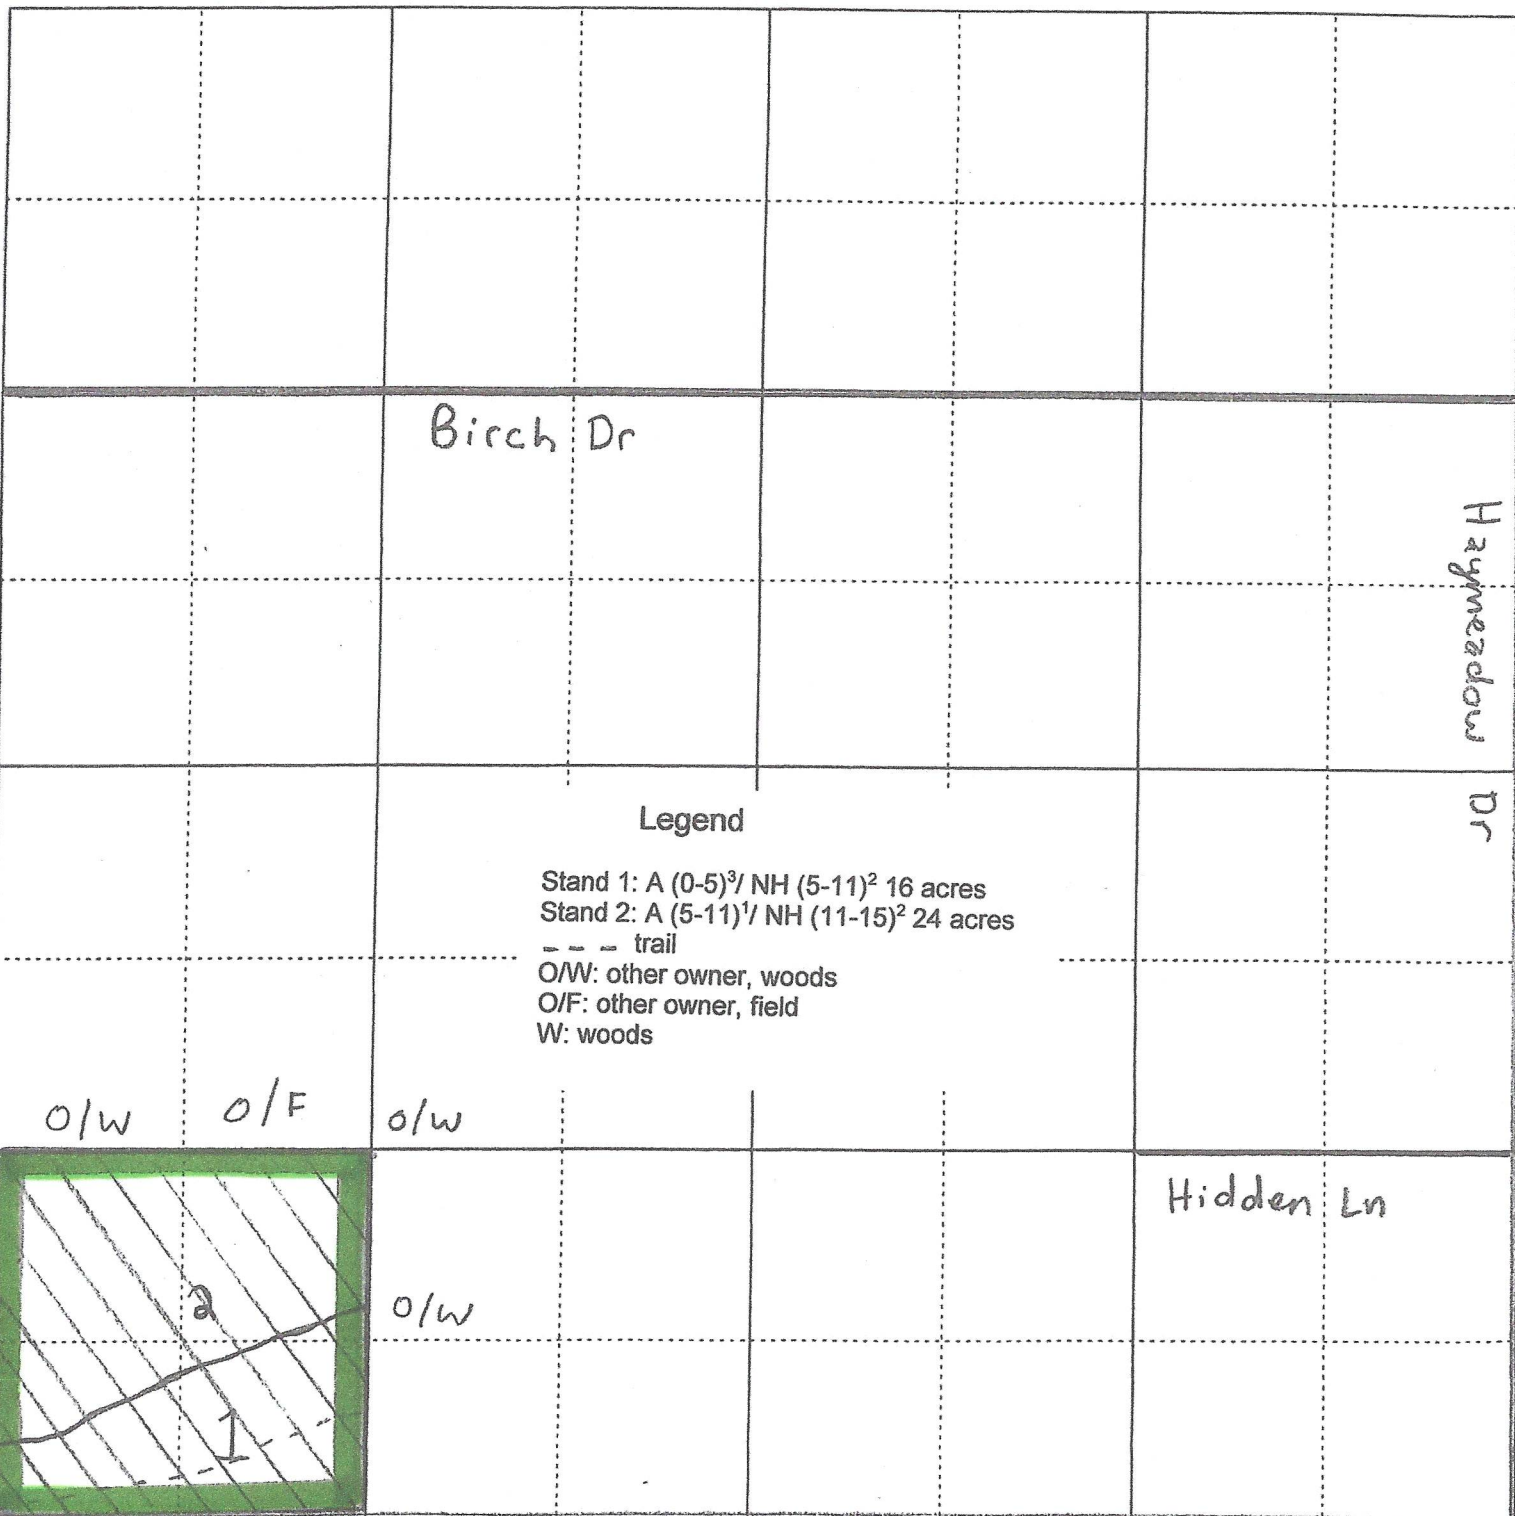 Birch Dr
Haymeadow Dr
Legend
Stand 1: A (0-5)³/ NH (5-11)² 16 acres
Stand 2: A (5-11)¹/ NH (11-15)² 24 acres
--- trail
O/W: other owner, woods
O/F: other owner, field
W: woods
O/W O/F O/W
Hidden Ln
2
O/W
1